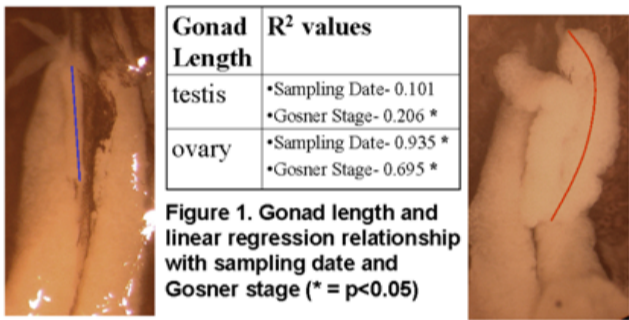 Gonad Length R² values
testis •Sampling Date- 0.101
•Gosner Stage- 0.206 *
ovary •Sampling Date- 0.935 *
•Gosner Stage- 0.695 *
Figure 1. Gonad length and
linear regression relationship
with sampling date and
Gosner stage (* = p<0.05)